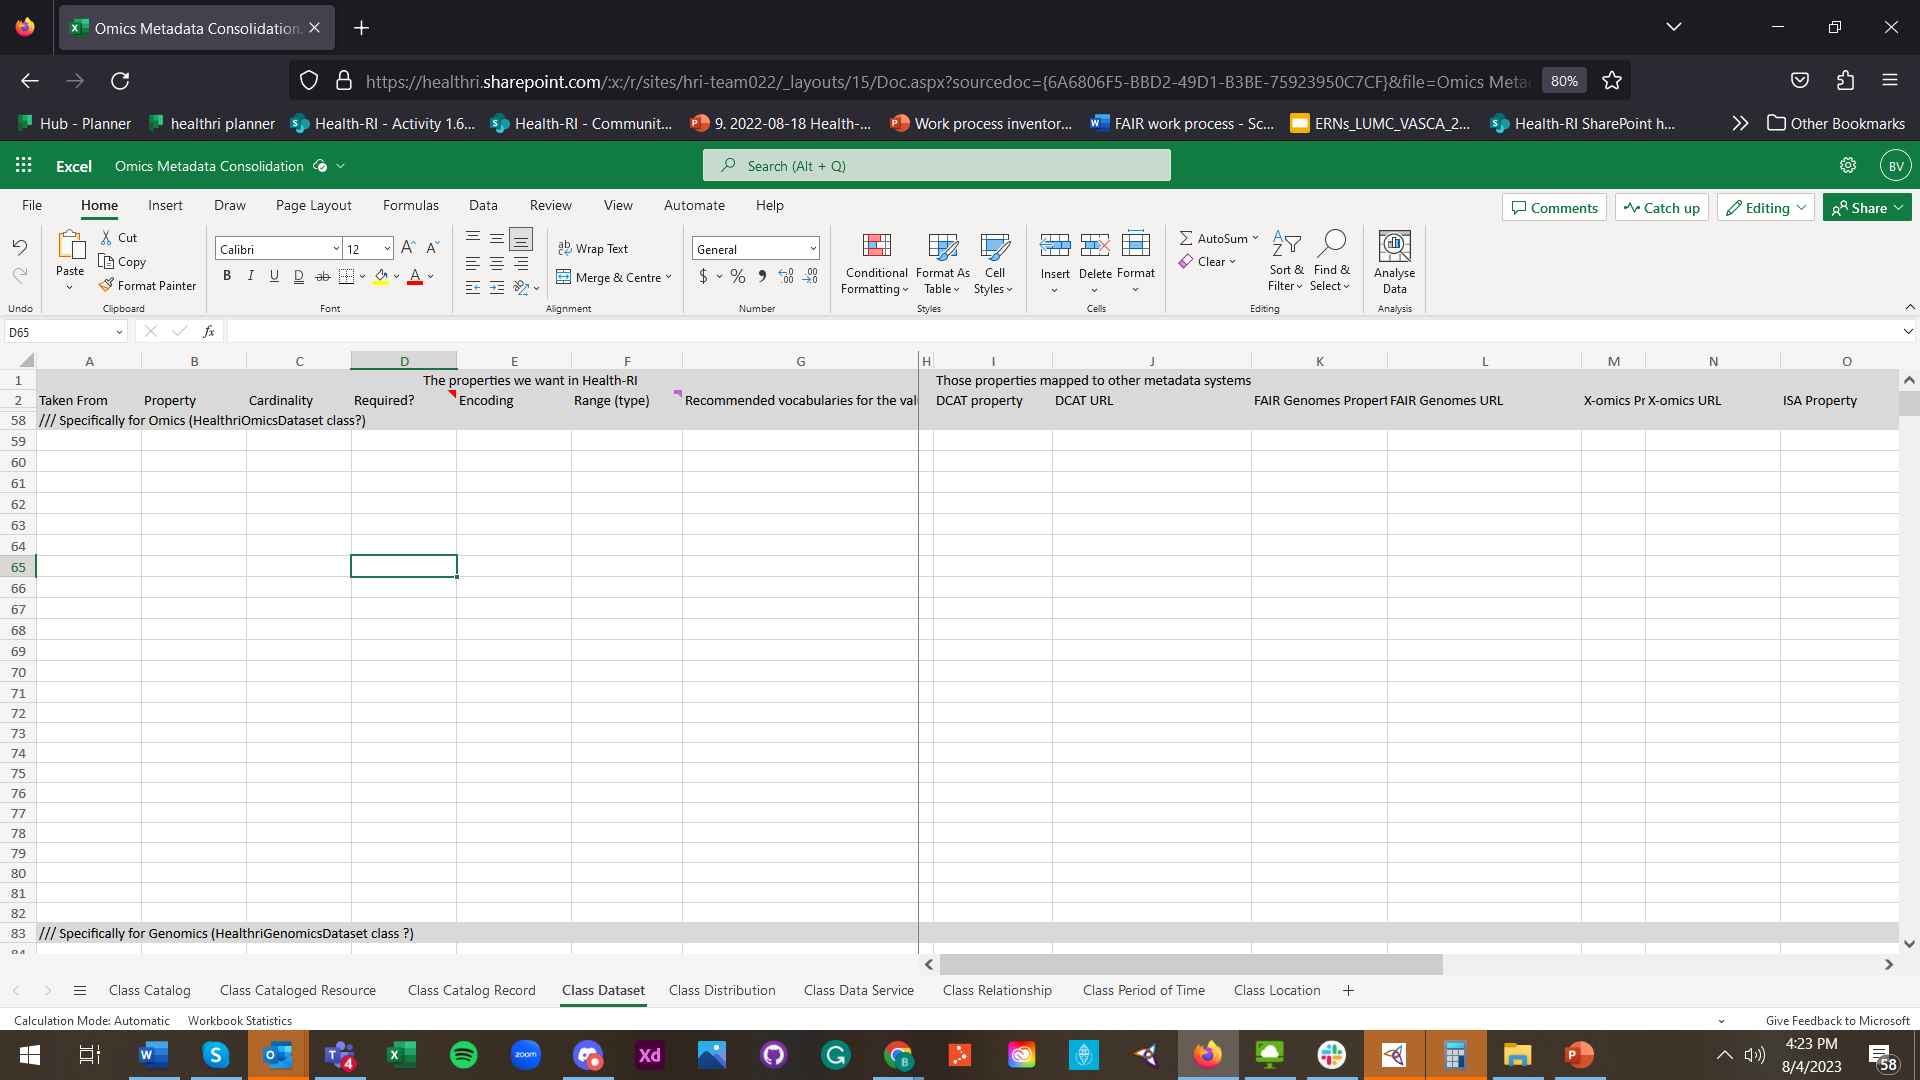 Omics Metadata Consolidation
https://healthri.sharepoint.com/:x:/r/sites/hri-team022/_layouts/15/Doc.aspx?sourcedoc={6A6806F5-BBD2-49D1-B3BE-75923950C7CF}&file=Omics Meta
80%
Hub - Planner healthri planner Health-RI - Activity 1.6... Health-RI - Communit... 9. 2022-08-18 Health-... Work process inventor... FAIR work process - Sc... ERNs_LUMC_VASCA_2... Health-RI SharePoint h... Other Bookmarks
Excel Omics Metadata Consolidation Search (Alt + Q) BV
File Home Insert Draw Page Layout Formulas Data Review View Automate Help Comments Catch up Editing Share
Paste Cut Copy Format Painter
Calibri 12 B I U D ab A
Wrap Text Merge & Centre
General $ % 9
Conditional Formatting Format As Table Cell Styles
Insert Delete Format
AutoSum Clear Sort & Filter Find & Select
Analyse Data
Undo Clipboard Font Alignment Number Styles Cells Editing Analysis
D65 fx
A B C D E F G H I J K L M N O
1 The properties we want in Health-RI Those properties mapped to other metadata systems
2 Taken From Property Cardinality Required? Encoding Range (type) Recommended vocabularies for the val DCAT property DCAT URL FAIR Genomes Propert FAIR Genomes URL X-omics Pr X-omics URL ISA Property
58 /// Specifically for Omics (HealthriOmicsDataset class?)
59
60
61
62
63
64
65
66
67
68
69
70
71
72
73
74
75
76
77
78
79
80
81
82
83 /// Specifically for Genomics (HealthriGenomicsDataset class ?)
84
Class Catalog Class Cataloged Resource Class Catalog Record Class Dataset Class Distribution Class Data Service Class Relationship Class Period of Time Class Location
Calculation Mode: Automatic Workbook Statistics Give Feedback to Microsoft
4:23 PM
8/4/2023
58